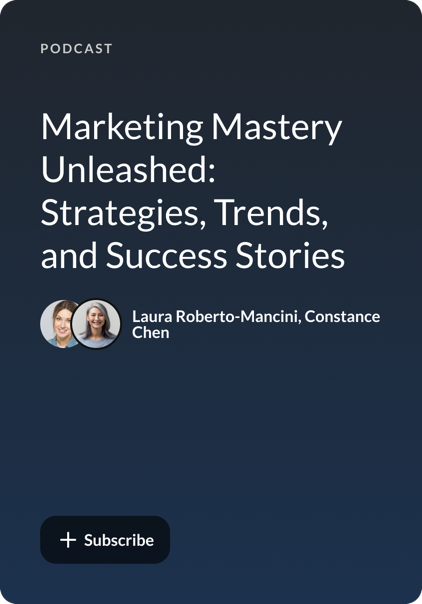 PODCAST
Marketing Mastery
Unleashed:
Strategies, Trends,
and Success Stories
Laura Roberto-Mancini, Constance
Chen
Subscribe